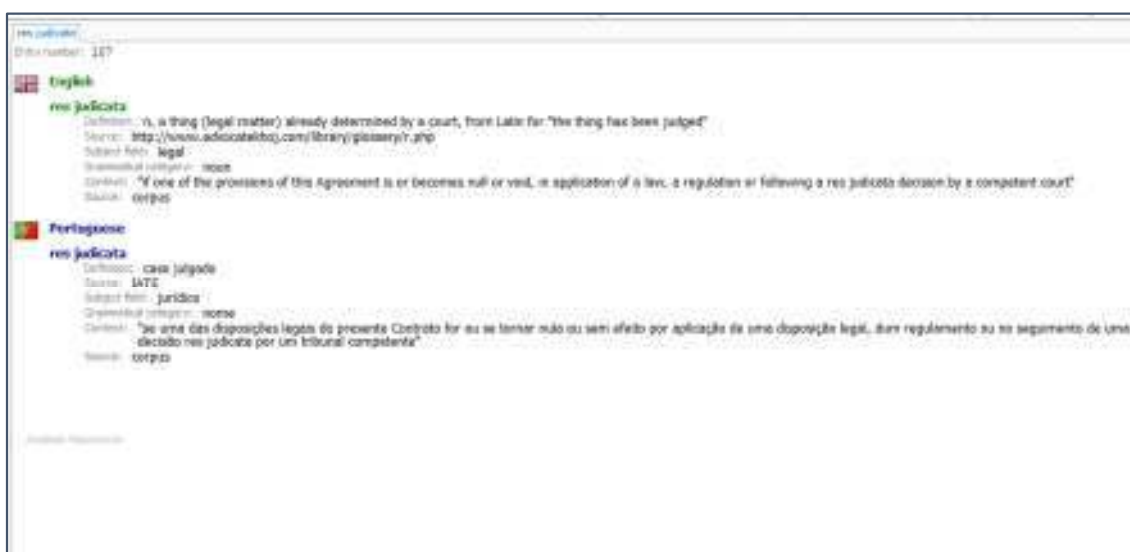 res judicata
Entry number: 187
English
res judicata
Definition: n. a thing (legal matter) already determined by a court, from Latin for "the thing has been judged"
Source: http://www.advocatekhoj.com/library/glossary/r.php
Subject field: legal
Grammatical category: noun
Context: "if one of the provisions of this Agreement is or becomes null or void, in application of a law, a regulation or following a res judicata decision by a competent court"
Source: corpus
Portuguese
res judicata
Definition: caso julgado
Source: IATE
Subject field: jurídico
Grammatical category: nome
Context: "se uma das disposições legais do presente Contrato for ou se tornar nulo ou sem efeito por aplicação de uma disposição legal, dum regulamento ou no seguimento de uma
decisão res judicata por um tribunal competente"
Source: corpus